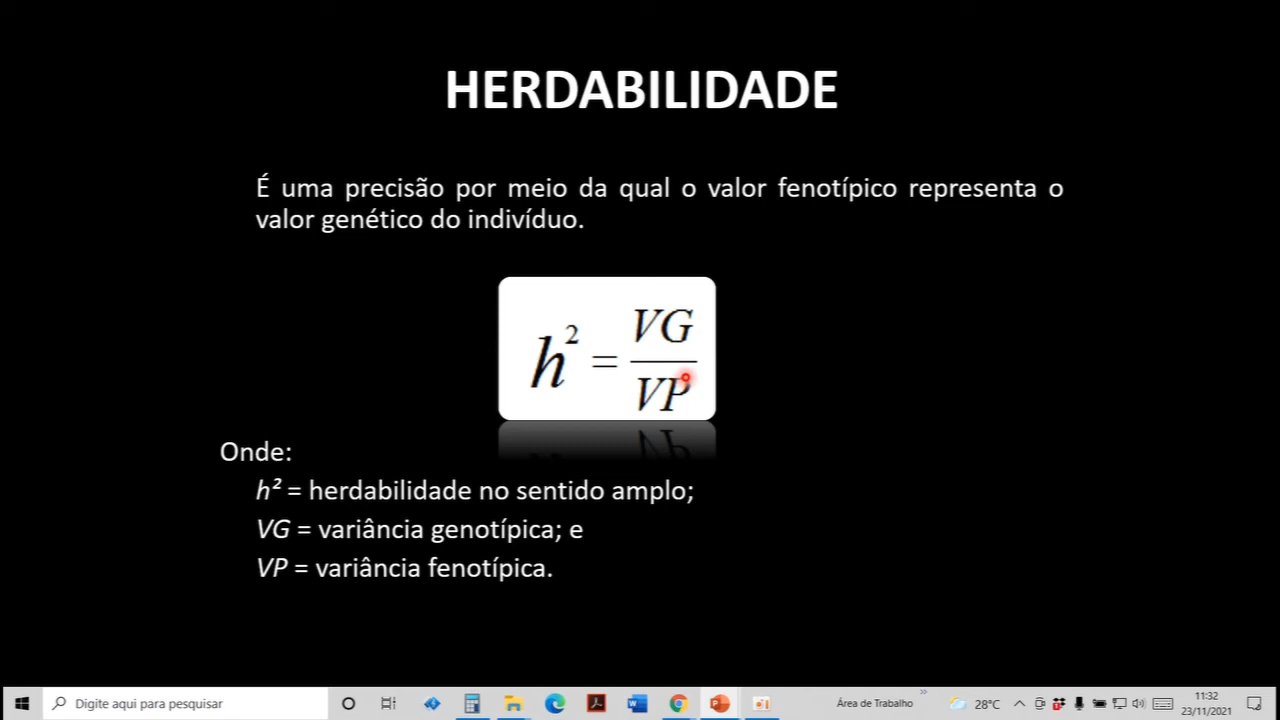 HERDABILIDADE
É uma precisão por meio da qual o valor fenotípico representa o
valor genético do indivíduo.
h² = VG
VP
Onde:
h² = herdabilidade no sentido amplo;
VG = variância genotípica; e
VP = variância fenotípica.
Digite aqui para pesquisar
Área de Trabalho
28°C
11:32
23/11/2021